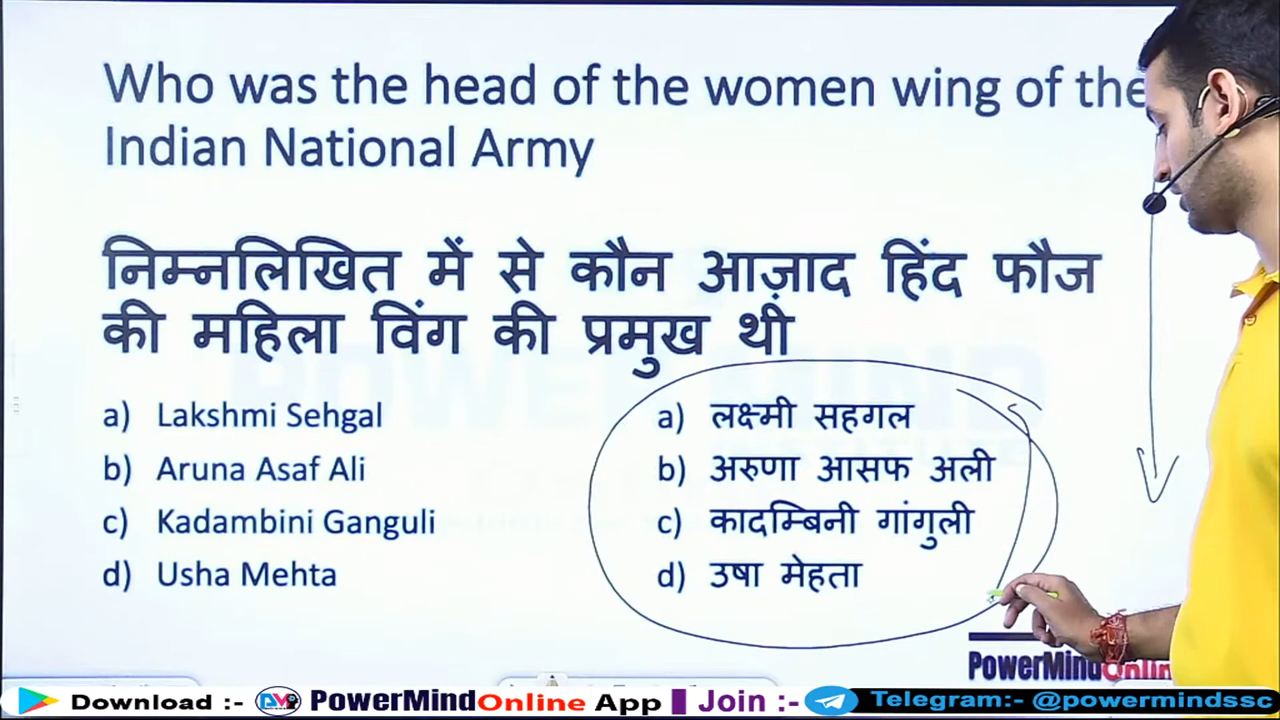 Who was the head of the women wing of the
Indian National Army
निम्नलिखित में से कौन आज़ाद हिंद फौज
की महिला विंग की प्रमुख थी
a) Lakshmi Sehgal
b) Aruna Asaf Ali
c) Kadambini Ganguli
d) Usha Mehta
a) लक्ष्मी सहगल
b) अरुणा आसफ अली
c) कादम्बिनी गांगुली
d) उषा मेहता
PowerMindOnlin
Download :- PowerMindOnline App Join :- Telegram:- @powermindssc